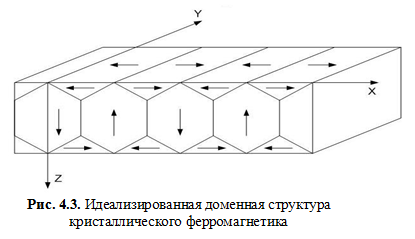 Y
X
Z
Рис. 4.3. Идеализированная доменная структура
кристаллического ферромагнетика